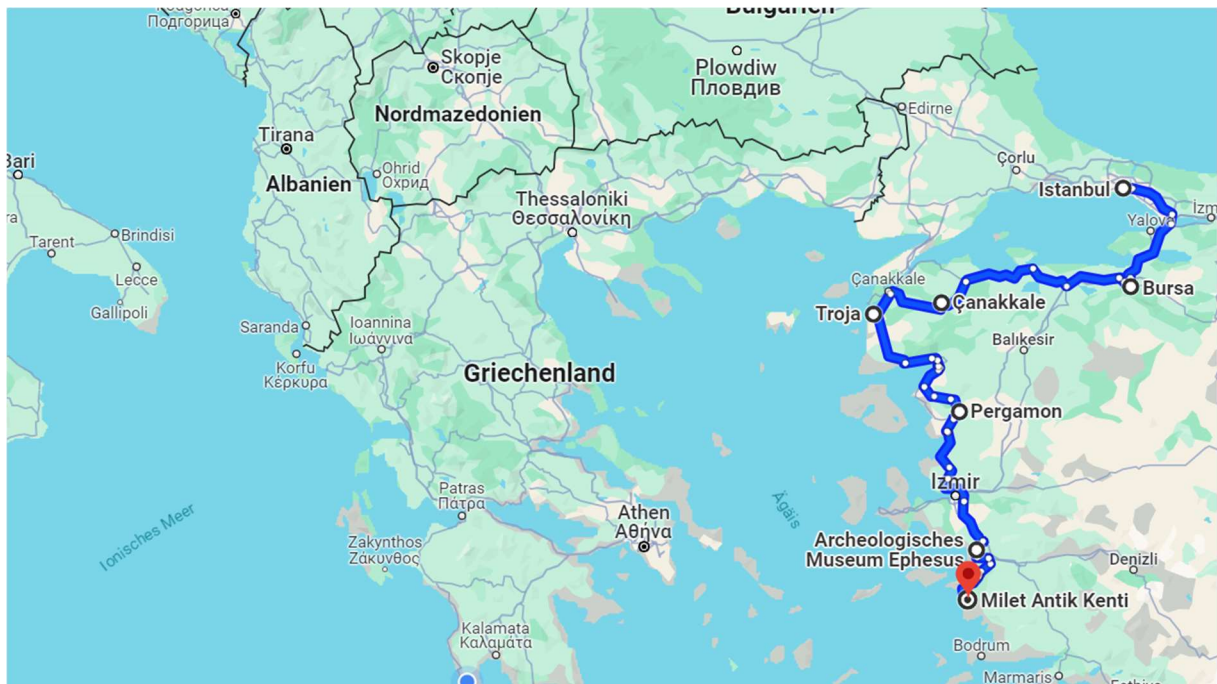 Подгорица
Bulgarien
Skopje
Скопје
Plowdiw
Пловдив
Nordmazedonien
Edirne
Tirana
Çorlu
Bari
Ohrid
Охрид
Albanien
Thessaloniki
Θεσσαλονίκη
Istanbul
Yalova
Tarent
Brindisi
Lecce
Gallipoli
Çanakkale
Çanakkale
Bursa
Troja
Saranda
Ioannina
Ιωάννινα
Balıkesir
Korfu
Κέρκυρα
Griechenland
Pergamon
Izmir
Patras
Πάτρα
Athen
Αθήνα
Ägäis
Ionisches Meer
Zakynthos
Ζάκυνθος
Archeologisches
Museum Ephesus
Denizli
Milet Antik Kenti
Kalamata
Καλαμάτα
Bodrum
Marmaris